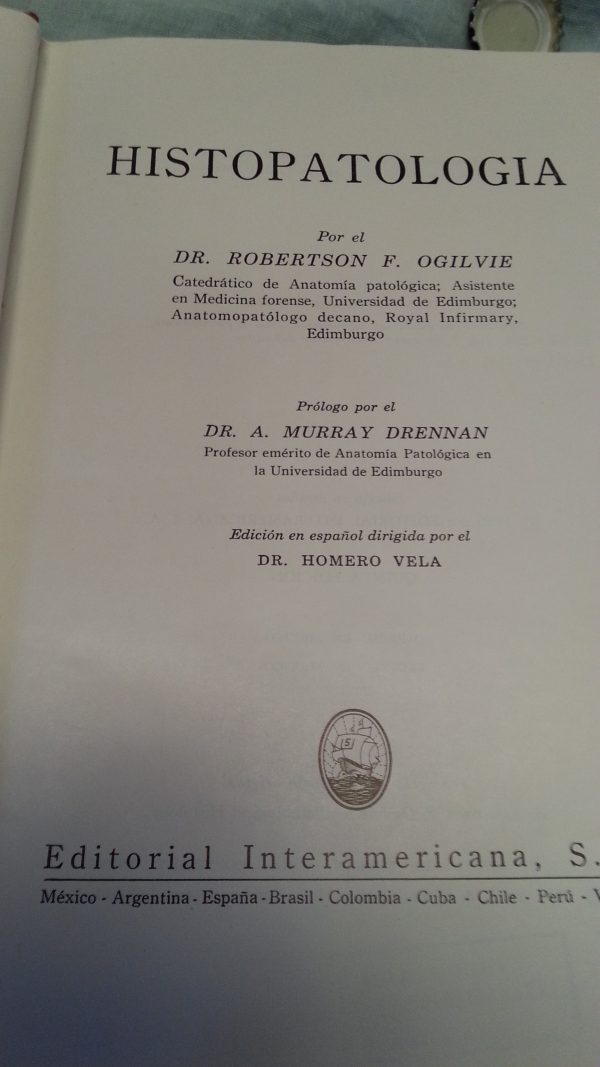 HISTOPATOLOGIA
Por el
DR. ROBERTSON F. OGILVIE
Catedrático de Anatomía patológica; Asistente
en Medicina forense, Universidad de Edimburgo;
Anatomopatólogo decano, Royal Infirmary,
Edimburgo
Prólogo por el
DR. A. MURRAY DRENNAN
Profesor emérito de Anatomía Patológica en
la Universidad de Edimburgo
Edición en español dirigida por el
DR. HOMERO VELA
Editorial Interamericana, S.
México - Argentina - España - Brasil - Colombia - Cuba - Chile - Perú - V